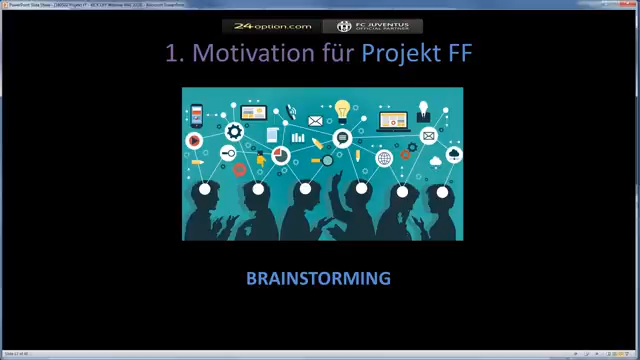 24option.com
FC JUVENTUS
OFFICIAL PARTNER
1. Motivation für Projekt FF
BRAINSTORMING